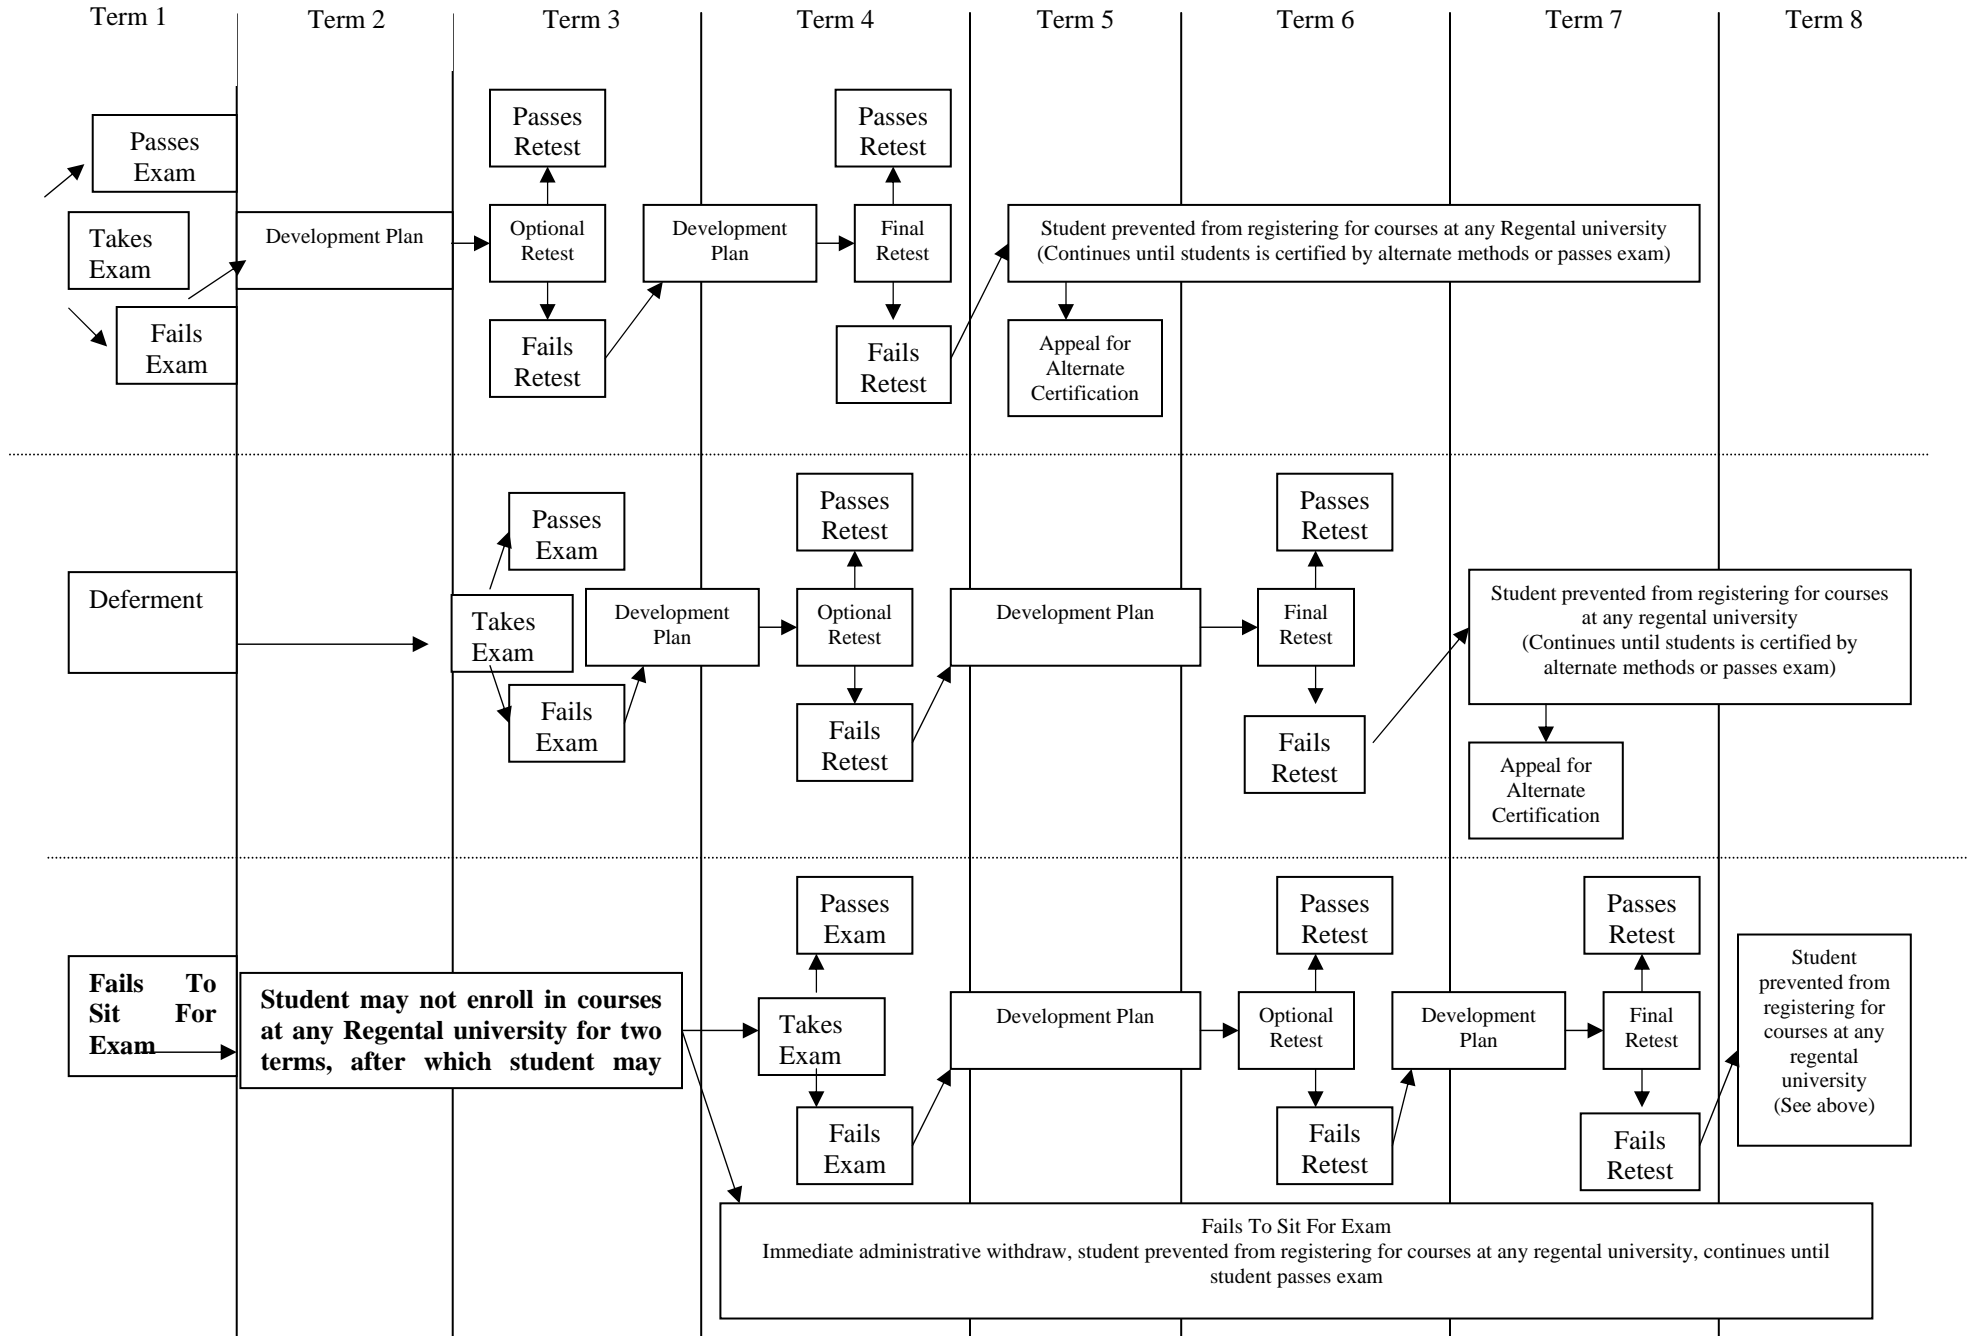 Term 1
Term 2
Term 3
Term 4
Term 5
Term 6
Term 7
Term 8
Passes
Exam
Takes
Exam
Fails
Exam
Development Plan
Passes
Retest
Optional
Retest
Fails
Retest
Development
Plan
Passes
Retest
Final
Retest
Fails
Retest
Student prevented from registering for courses at any Regental university
(Continues until students is certified by alternate methods or passes exam)
Appeal for
Alternate
Certification
Deferment
Passes
Exam
Takes
Exam
Fails
Exam
Development
Plan
Passes
Retest
Optional
Retest
Fails
Retest
Development Plan
Passes
Retest
Final
Retest
Fails
Retest
Student prevented from registering for courses
at any regental university
(Continues until students is certified by
alternate methods or passes exam)
Appeal for
Alternate
Certification
Fails To
Sit For
Exam
Student may not enroll in courses
at any Regental university for two
terms, after which student may
Passes
Exam
Takes
Exam
Fails
Exam
Development Plan
Passes
Retest
Optional
Retest
Fails
Retest
Development
Plan
Passes
Retest
Final
Retest
Fails
Retest
Student
prevented from
registering for
courses at any
regental
university
(See above)
Fails To Sit For Exam
Immediate administrative withdraw, student prevented from registering for courses at any regental university, continues until
student passes exam